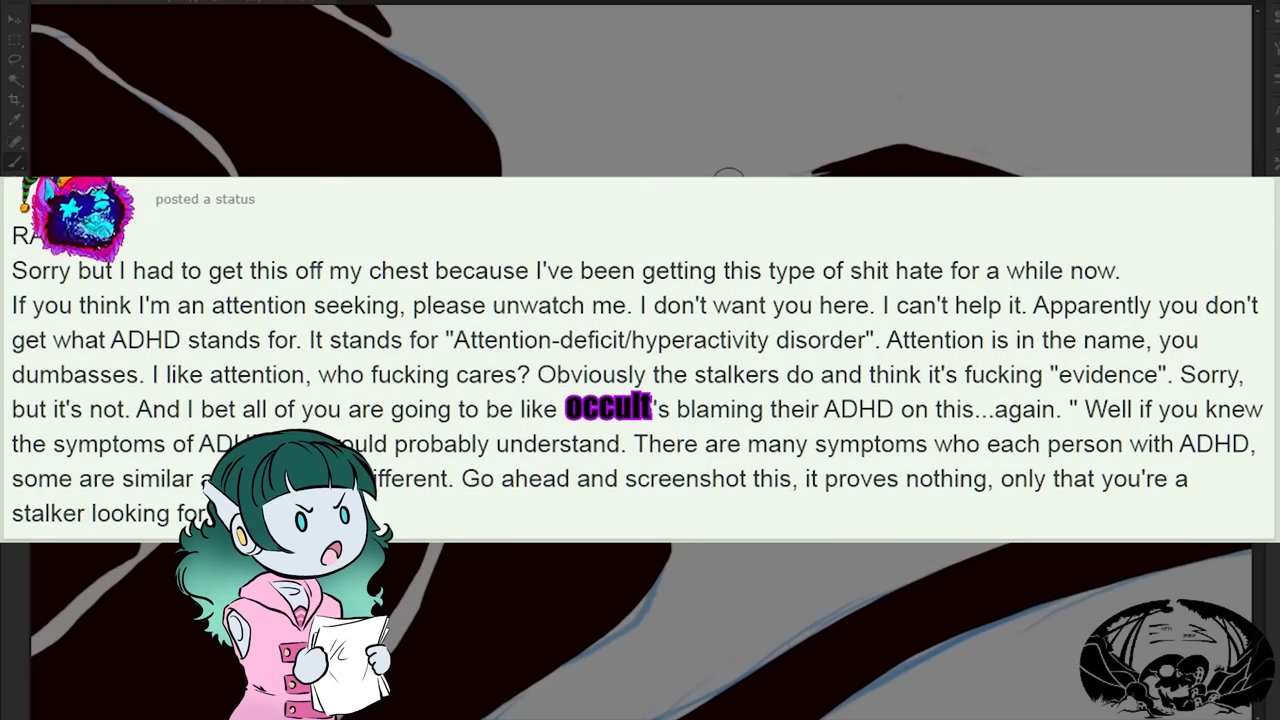 posted a status
RA
Sorry but I had to get this off my chest because I've been getting this type of shit hate for a while now.
If you think I'm an attention seeking, please unwatch me. I don't want you here. I can't help it. Apparently you don't
get what ADHD stands for. It stands for "Attention-deficit/hyperactivity disorder". Attention is in the name, you
dumbasses. I like attention, who fucking cares? Obviously the stalkers do and think it's fucking "evidence". Sorry,
but it's not. And I bet all of you are going to be like occult's blaming their ADHD on this...again. " Well if you knew
the symptoms of probably understand. There are many symptoms who each person with ADHD,
some are similar Go ahead and screenshot this, it proves nothing, only that you're a
stalker looking for